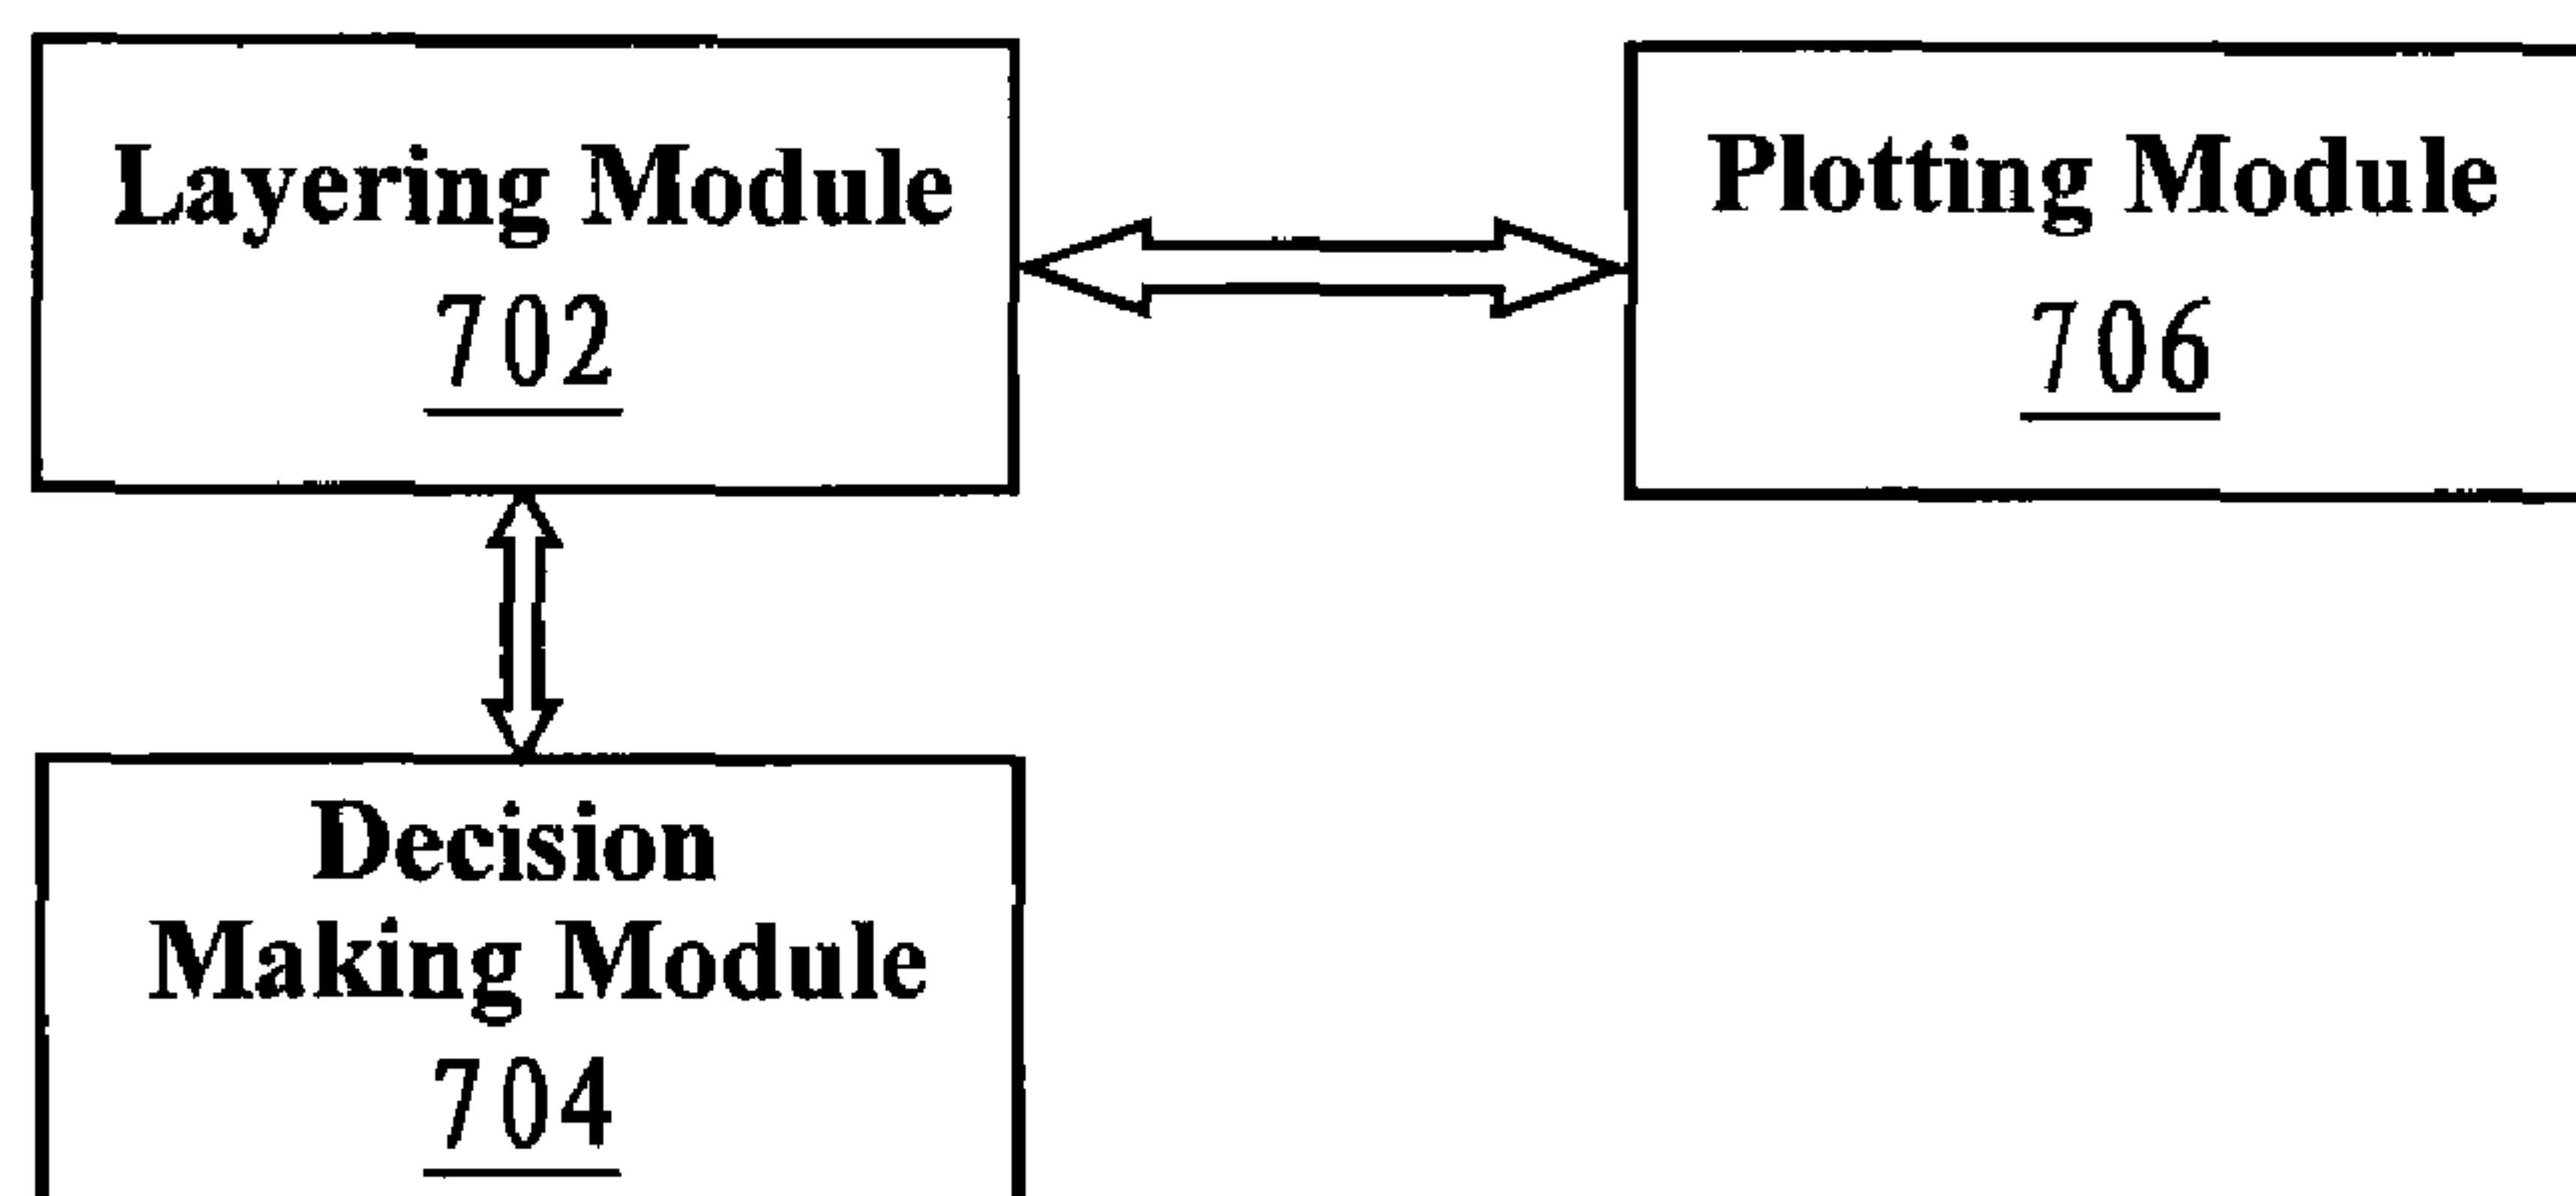 Layering Module
702
Plotting Module
706
Decision
Making Module
704